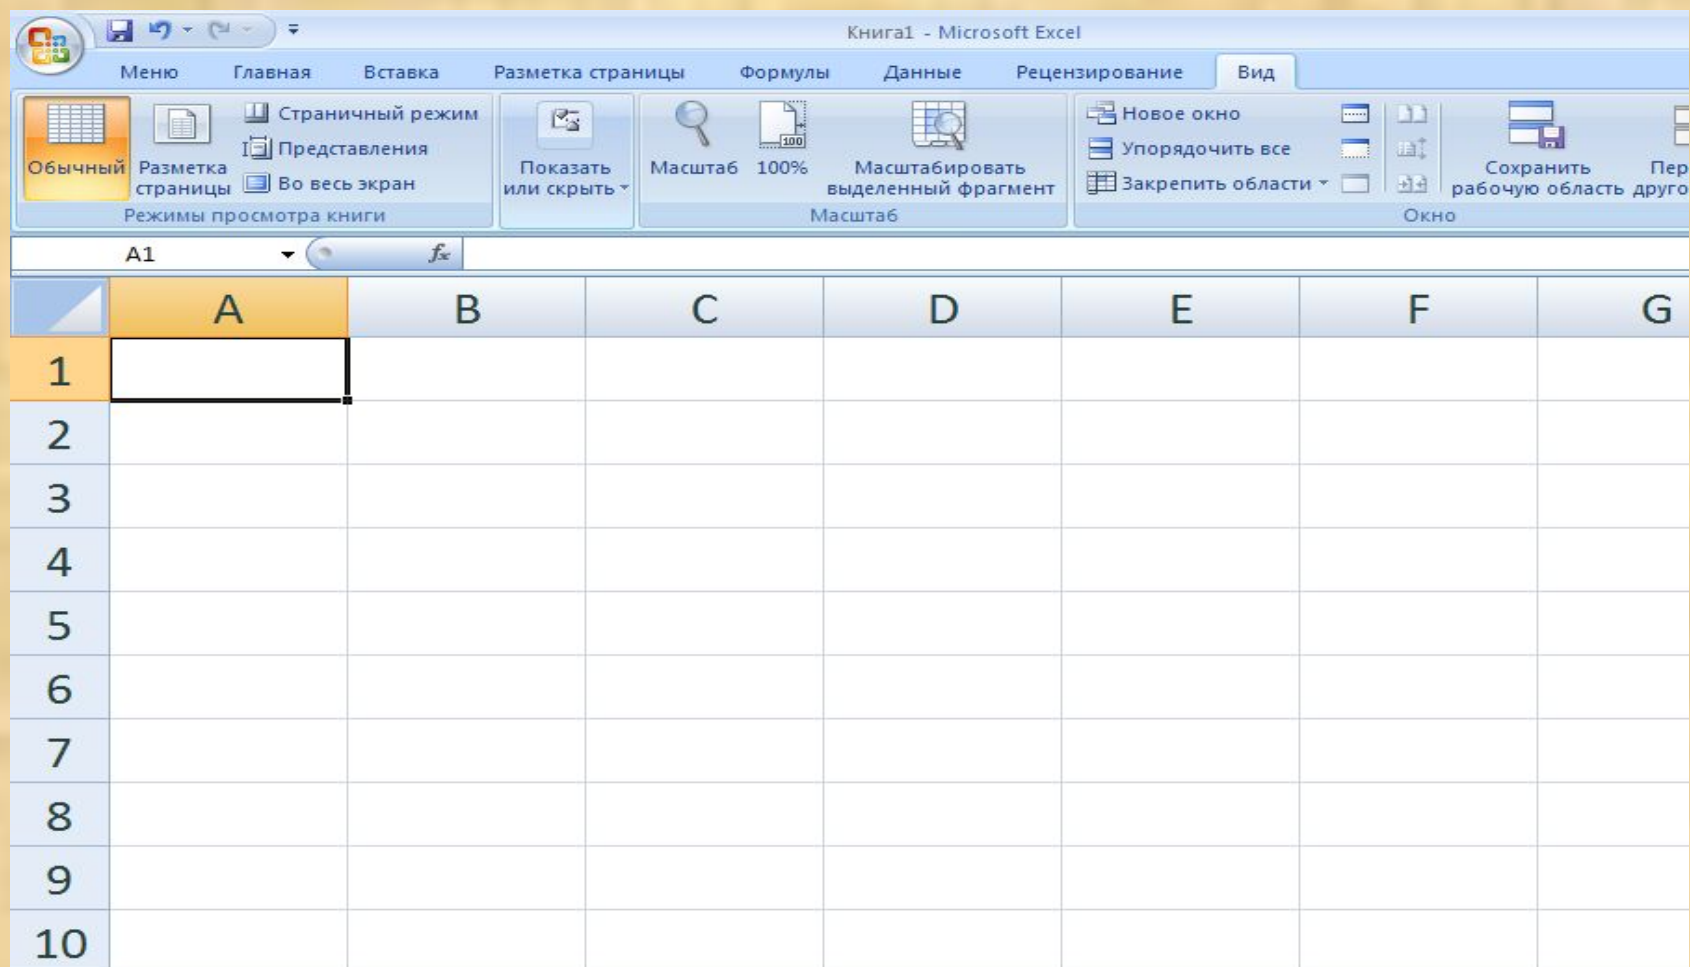 Книга1 - Microsoft Excel
Меню Главная Вставка Разметка страницы Формулы Данные Рецензирование Вид
Обычный
Разметка страницы
Страничный режим
Представления
Во весь экран
Режимы просмотра книги
Показать
или скрыть
Масштаб
100%
Масштабировать
выделенный фрагмент
Масштаб
Новое окно
Упорядочить все
Закрепить области
Сохранить
рабочую область
Окно
A1 fx
A B C D E F G
1
2
3
4
5
6
7
8
9
10